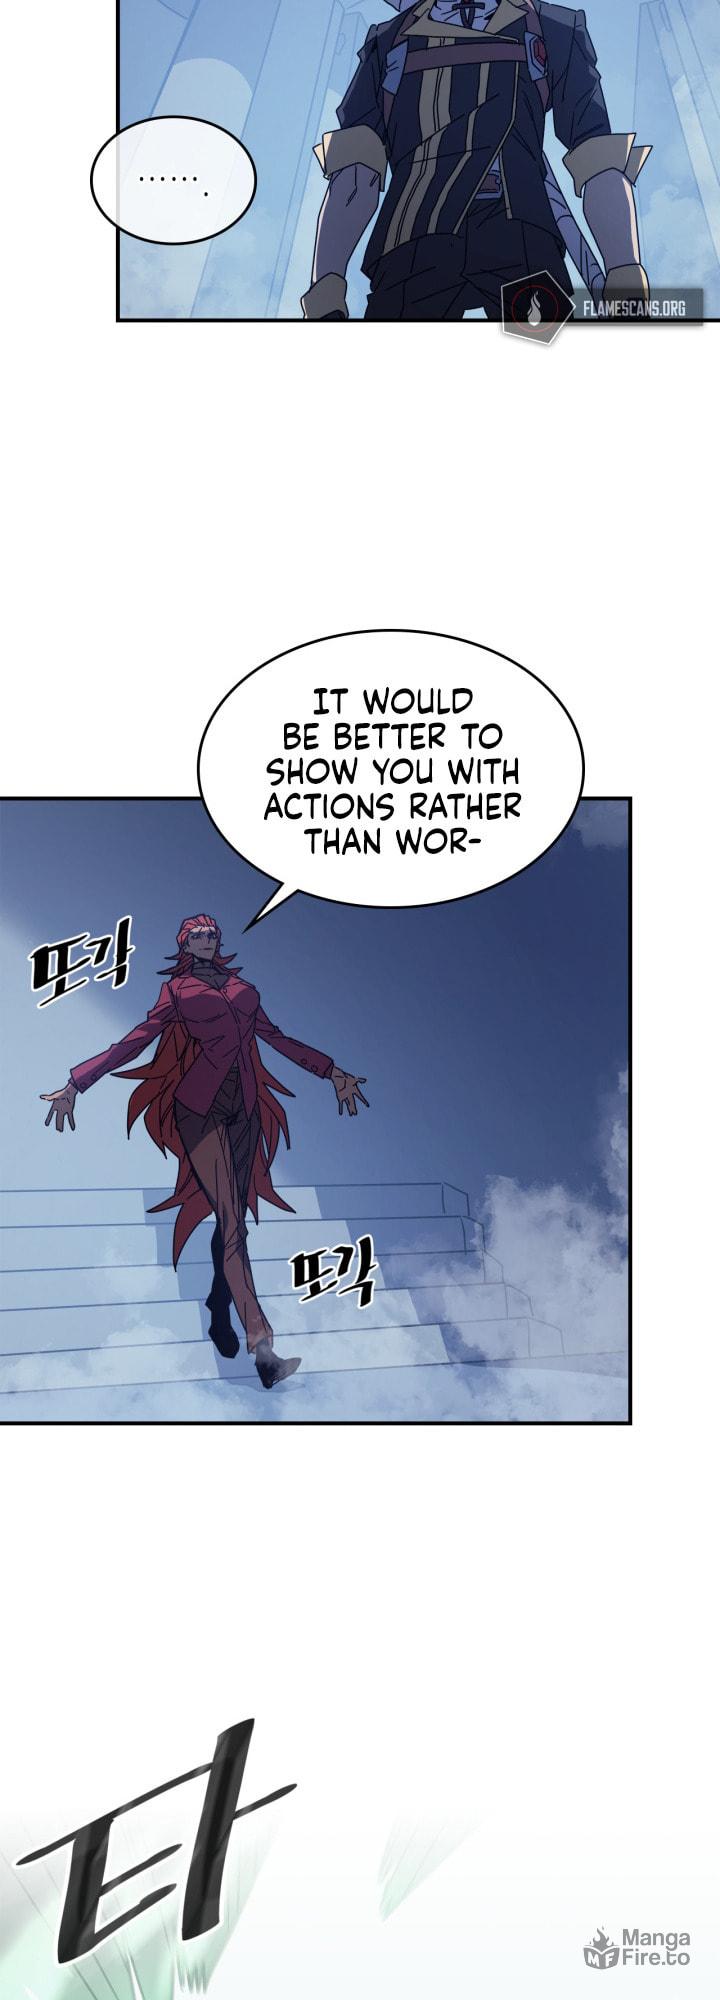 .......
FLAMESCANS.ORG
IT WOULD
BE BETTER TO
SHOW YOU WITH
ACTIONS RATHER
THAN WOR-
또각
또각
타
Manga
Fire.to
MF